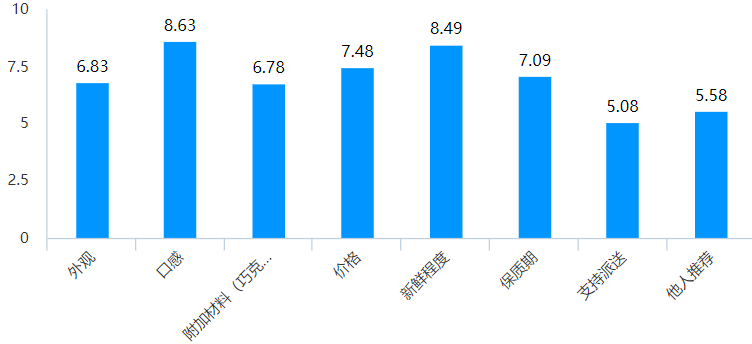 10
7.5
5
2.5
0
6.83
8.63
6.78
7.48
8.49
7.09
5.08
5.58
外观
口感
附加材料（巧克...
价格
新鲜程度
保质期
支持派送
他人推荐